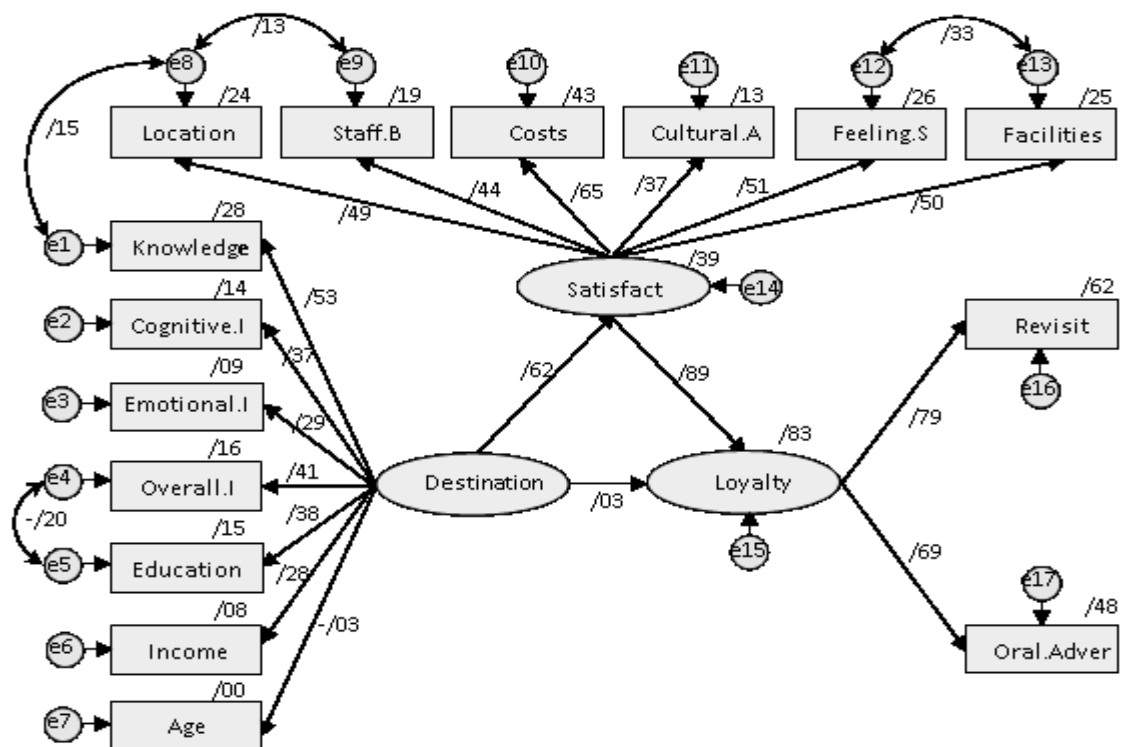 /13
e8
e9
e10
e11
e12
/33
e13
/24
/19
/43
/13
/26
/25
/15
Location
Staff.B
Costs
Cultural.A
Feeling.S
Facilities
/49
/44
/65
/37
/51
/50
/28
e1
Knowledge
/53
/39
Satisfact
e14
/14
e2
Cognitive.I
/37
/62
Revisit
e16
/09
e3
Emotional.I
/29
/62
/89
/79
/16
e4
Overall.I
/41
Destination
/03
/83
Loyalty
e15
-/20
/15
e5
Education
/38
/28
/69
/08
e6
Income
-/03
e17
/48
Oral.Adver
/00
e7
Age